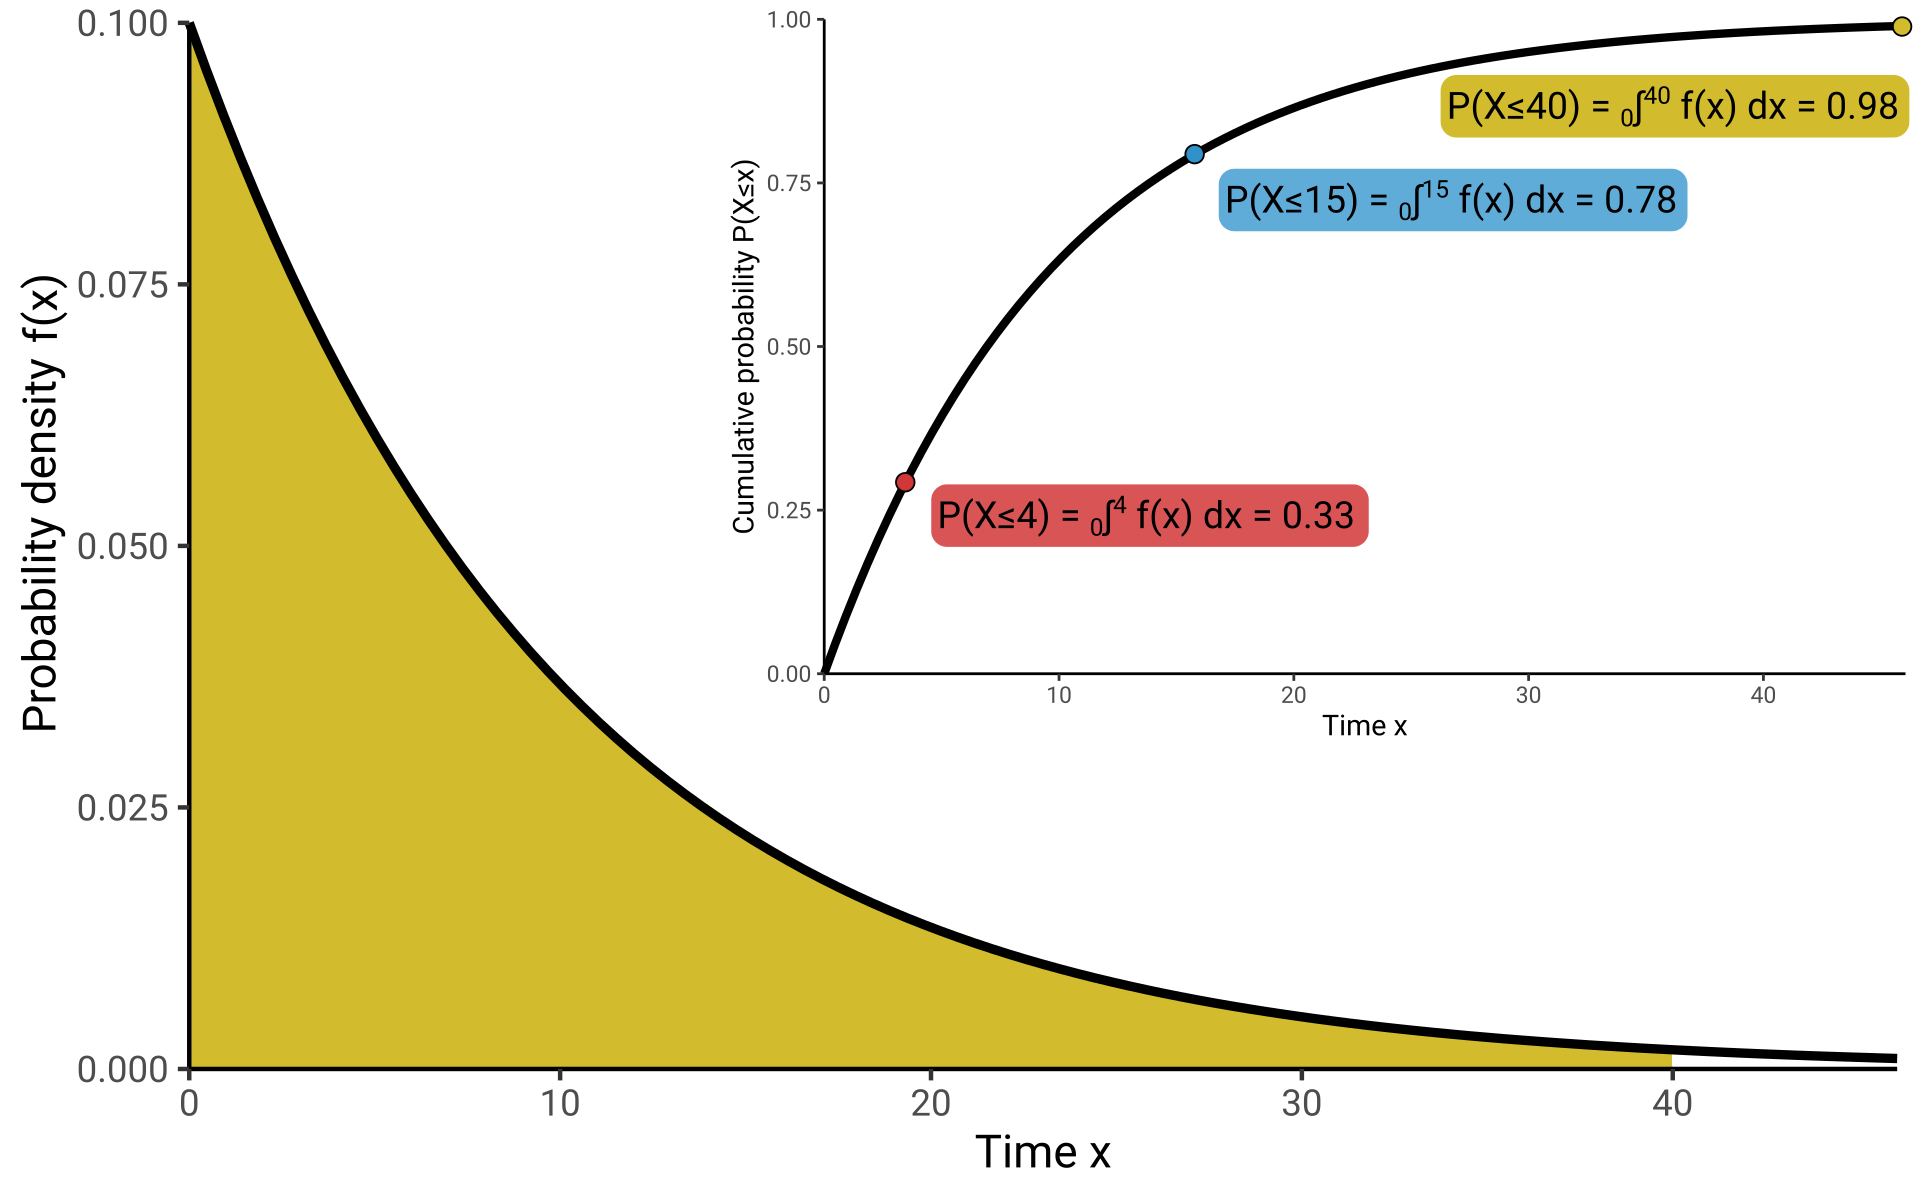 Probability density f(x)
0.100
0.075
0.050
0.025
0.000
0 10 20 30 40
Time x
Cumulative probability P(X≤x)
1.00
0.75
0.50
0.25
0.00
0 10 20 30 40
Time x
P(X≤40) = ₀∫⁴⁰ f(x) dx = 0.98
P(X≤15) = ₀∫¹⁵ f(x) dx = 0.78
P(X≤4) = ₀∫⁴ f(x) dx = 0.33